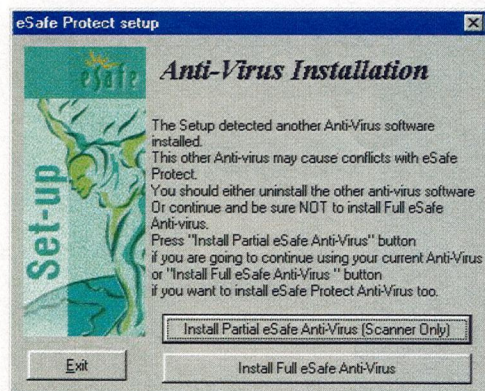 eSafe Protect setup
eSafe
Set-up
Anti-Virus Installation
The Setup detected another Anti-Virus software
installed.
This other Anti-virus may cause conflicts with eSafe
Protect.
You should either uninstall the other anti-virus software
Or continue and be sure NOT to install Full eSafe
Anti-virus.
Press "Install Partial eSafe Anti-Virus" button
if you are going to continue using your current Anti-Virus
or "Install Full eSafe Anti-Virus " button
if you want to install eSafe Protect Anti-Virus too.
Install Partial eSafe Anti-Virus (Scanner Only)
Exit
Install Full eSafe Anti-Virus